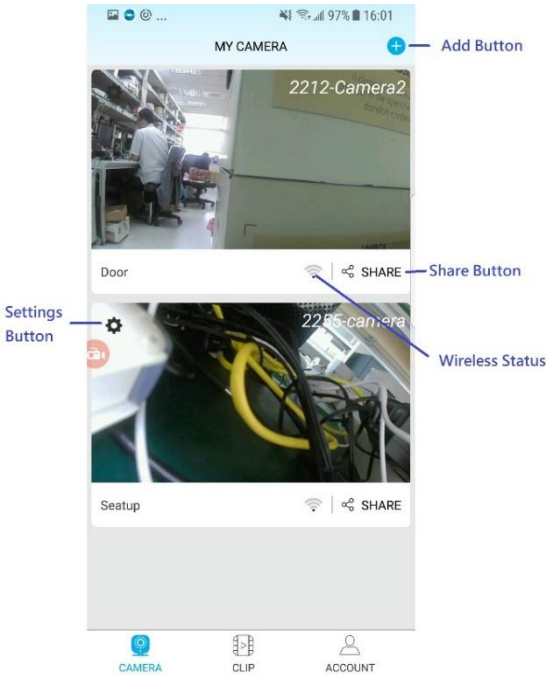 97% 16:01
MY CAMERA
Add Button
2212-Camera2
Door
SHARE
Share Button
Settings
Button
2255-camera
Wireless Status
Seatup
SHARE
CAMERA
CLIP
ACCOUNT